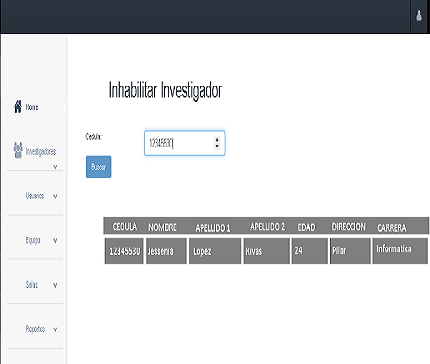 Inhabilitar Investigador
Home
Investigadores
Usuarios
Equipo
Salas
Reportes
Cedula:
12345530
Buscar
CEDULA NOMBRE APELLIDO 1 APELLIDO 2 EDAD DIRECCION CARRERA
12345530 Jessenia Lopez Rivas 24 Pilar Informatica